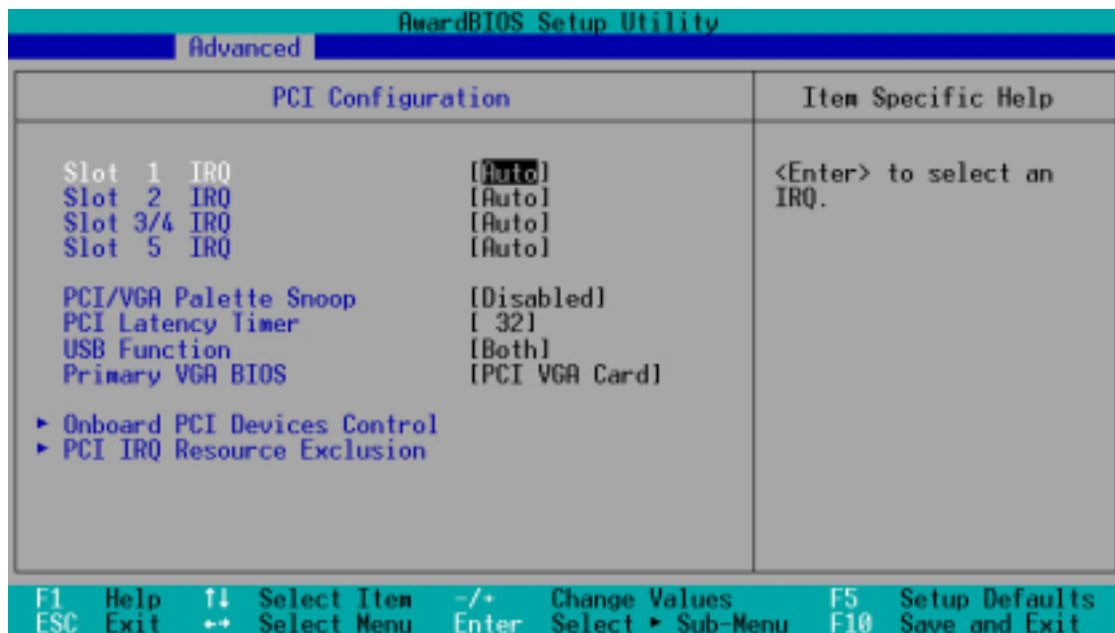 AwardBIOS Setup Utility
Advanced
PCI Configuration
Item Specific Help
Slot 1 IRQ [Auto]
Slot 2 IRQ [Auto]
Slot 3/4 IRQ [Auto]
Slot 5 IRQ [Auto]
PCI/VGA Palette Snoop [Disabled]
PCI Latency Timer [ 32]
USB Function [Both]
Primary VGA BIOS [PCI VGA Card]
► Onboard PCI Devices Control
► PCI IRQ Resource Exclusion
<Enter> to select an
IRQ.
F1 Help ↑↓ Select Item -/+ Change Values F5 Setup Defaults
ESC Exit ←→ Select Menu Enter Select ► Sub-Menu F10 Save and Exit